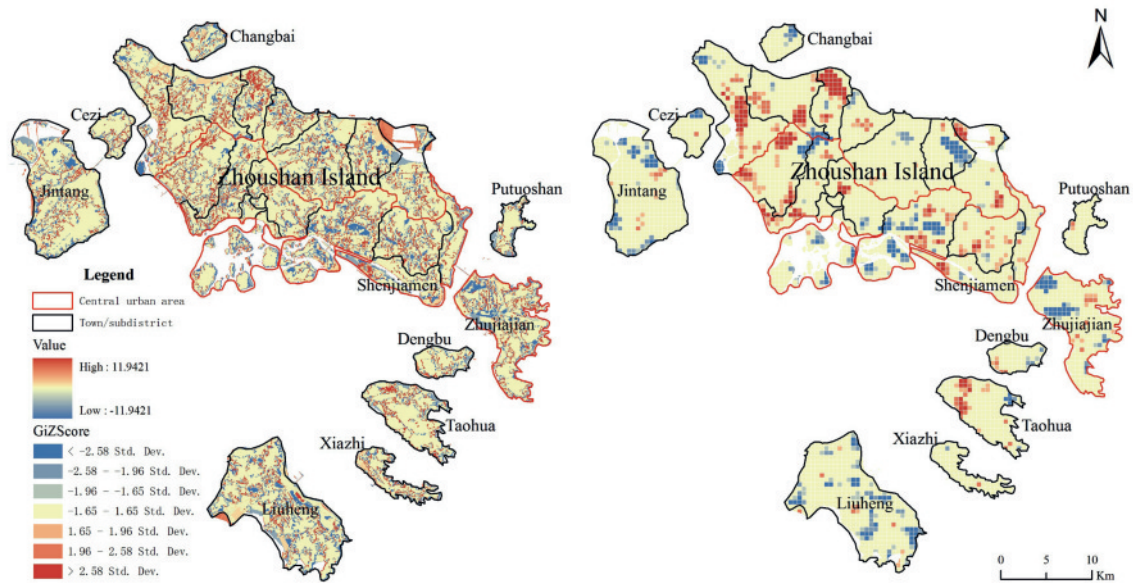 Changbai
Cezi
Jintang
Zhoushan Island
Putuoshan
Shenjiamen
Zhujiajian
Dengbu
Taohua
Xiazhi
Liuheng
Legend
Central urban area
Town/subdistrict
Value
High : 11.9421
Low : -11.9421
GiZScore
< -2.58 Std. Dev.
-2.58 - -1.96 Std. Dev.
-1.96 - -1.65 Std. Dev.
-1.65 - 1.65 Std. Dev.
1.65 - 1.96 Std. Dev.
1.96 - 2.58 Std. Dev.
> 2.58 Std. Dev.
N
Changbai
Cezi
Jintang
Zhoushan Island
Putuoshan
Shenjiamen
Zhujiajian
Dengbu
Taohua
Xiazhi
Liuheng
0 5 10
Km